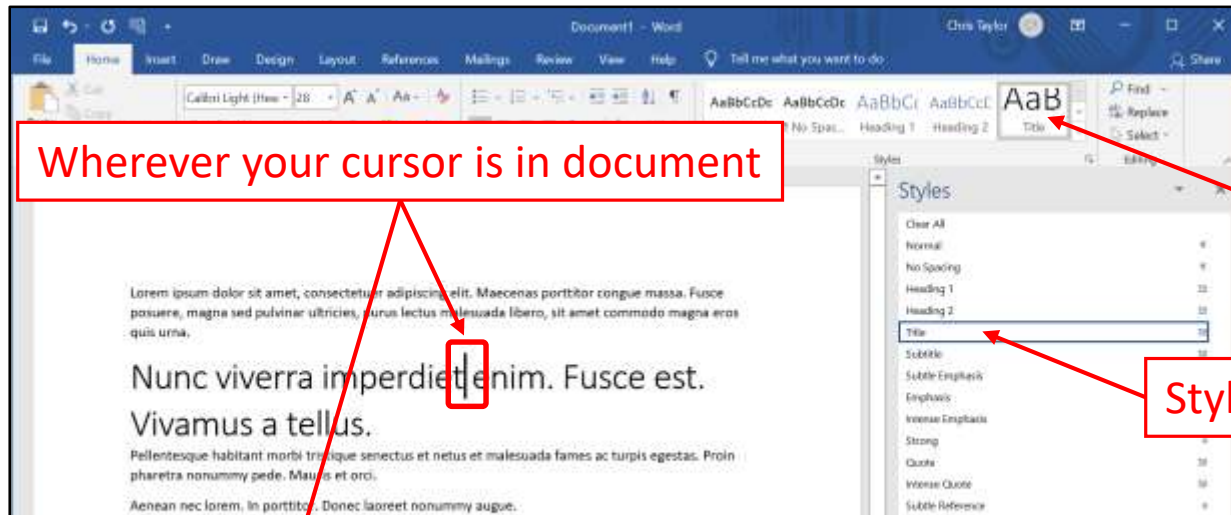 Document1 - Word
Chris Taylor
File Home Insert Draw Design Layout References Mailings Review View Help Tell me what you want to do Share
Cut
Copy
Calibri Light (Hea 28
AaBbCcDc AaBbCcDc AaBbCc AaBbCcC AaB
No Spac... Heading 1 Heading 2 Title
Find
Replace
Select
Styles
Editing
Wherever your cursor is in document
Styles
Clear All
Normal
No Spacing
Heading 1
Heading 2
Title
Subtitle
Subtle Emphasis
Emphasis
Intense Emphasis
Strong
Quote
Intense Quote
Subtle Reference
Styl
Lorem ipsum dolor sit amet, consectetuer adipiscing elit. Maecenas porttitor congue massa. Fusce
posuere, magna sed pulvinar ultricies, purus lectus malesuada libero, sit amet commodo magna eros
quis urna.
Nunc viverra imperdiet enim. Fusce est.
Vivamus a tellus.
Pellentesque habitant morbi tristique senectus et netus et malesuada fames ac turpis egestas. Proin
pharetra nonummy pede. Mauris et orci.
Aenean nec lorem. In porttitor. Donec laoreet nonummy augue.